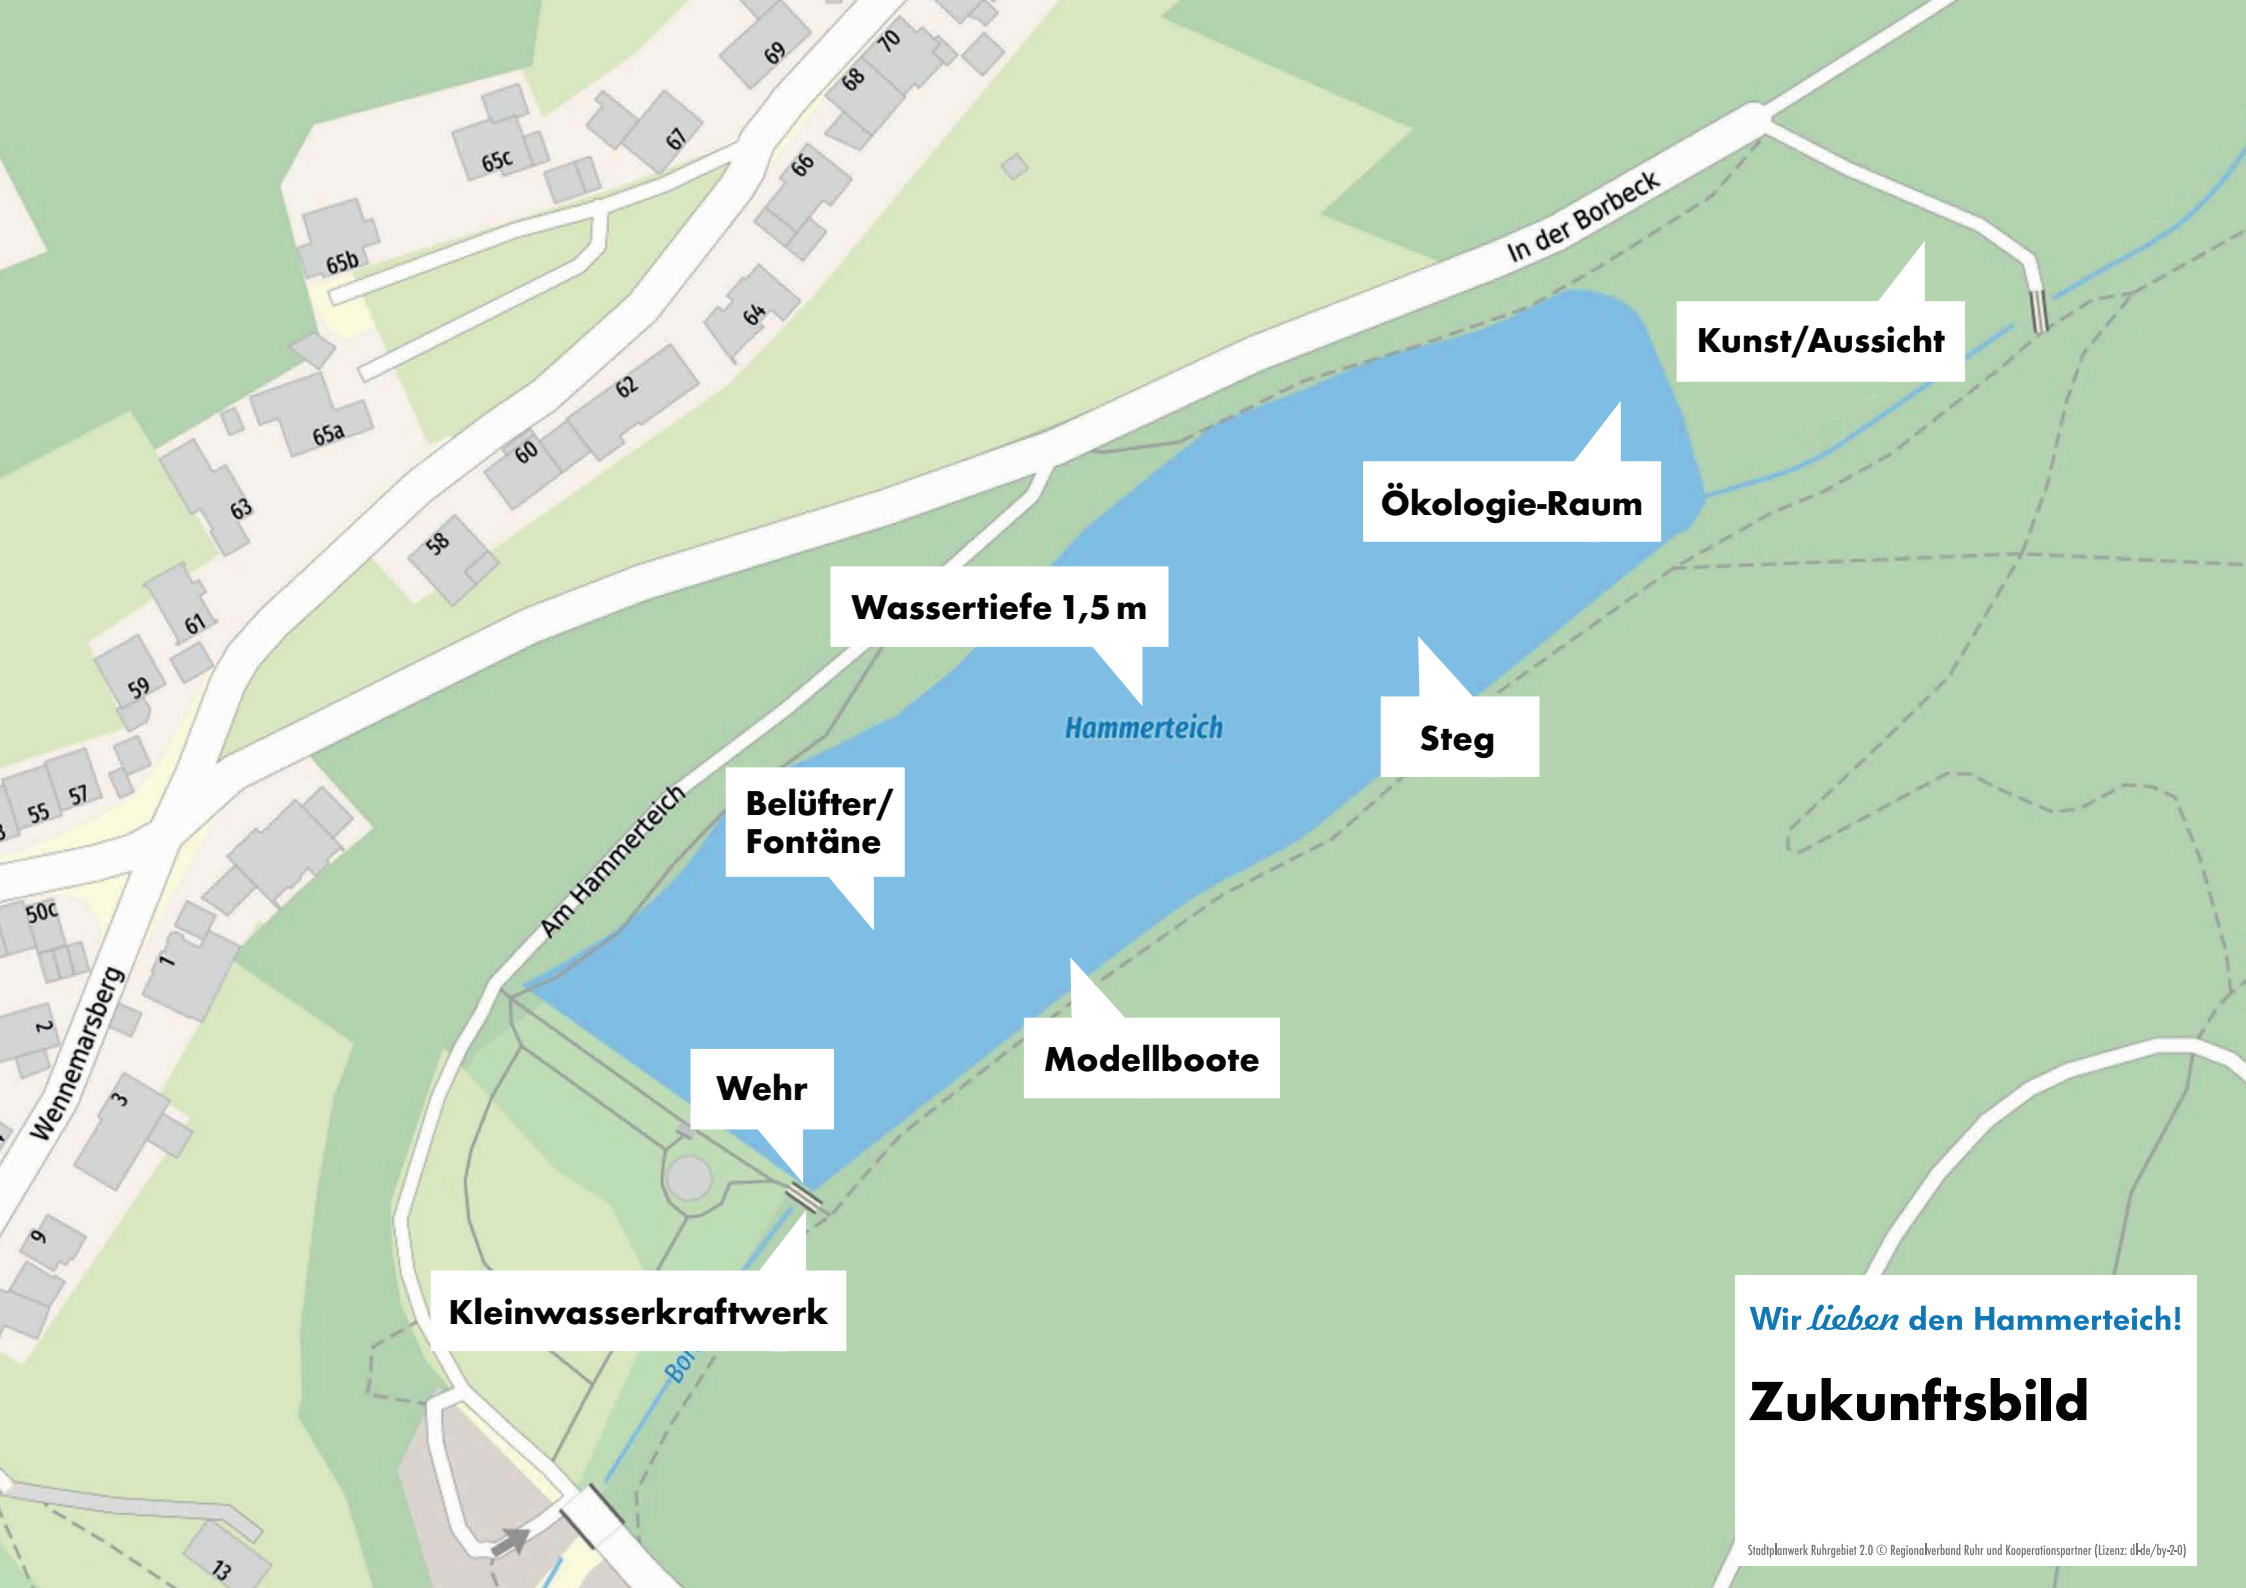 69
70
68
67
65c
66
65b
64
62
65a
60
63
58
61
59
57
55
50c
1
2
3
9
13
In der Borbeck
Kunst/Aussicht
Ökologie-Raum
Wassertiefe 1,5 m
Hammerteich
Steg
Belüfter/
Fontäne
Am Hammerteich
Wennemarsberg
Modellboote
Wehr
Kleinwasserkraftwerk
Wir lieben den Hammerteich!
Zukunftsbild
Stadtplanwerk Ruhrgebiet 2.0 © Regionalverband Ruhr und Kooperationspartner (Lizenz: dl-de/by-2-0)